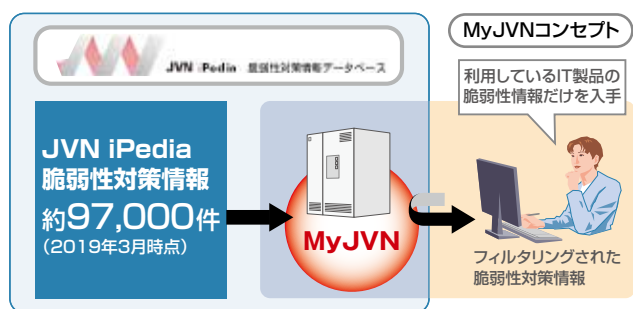 MyJVNコンセプト
JVN iPedia 脆弱性対策情報データベース
利用しているIT製品の
脆弱性情報だけを入手
JVN iPedia
脆弱性対策情報
約97,000件
(2019年3月時点)
MyJVN
フィルタリングされた
脆弱性対策情報